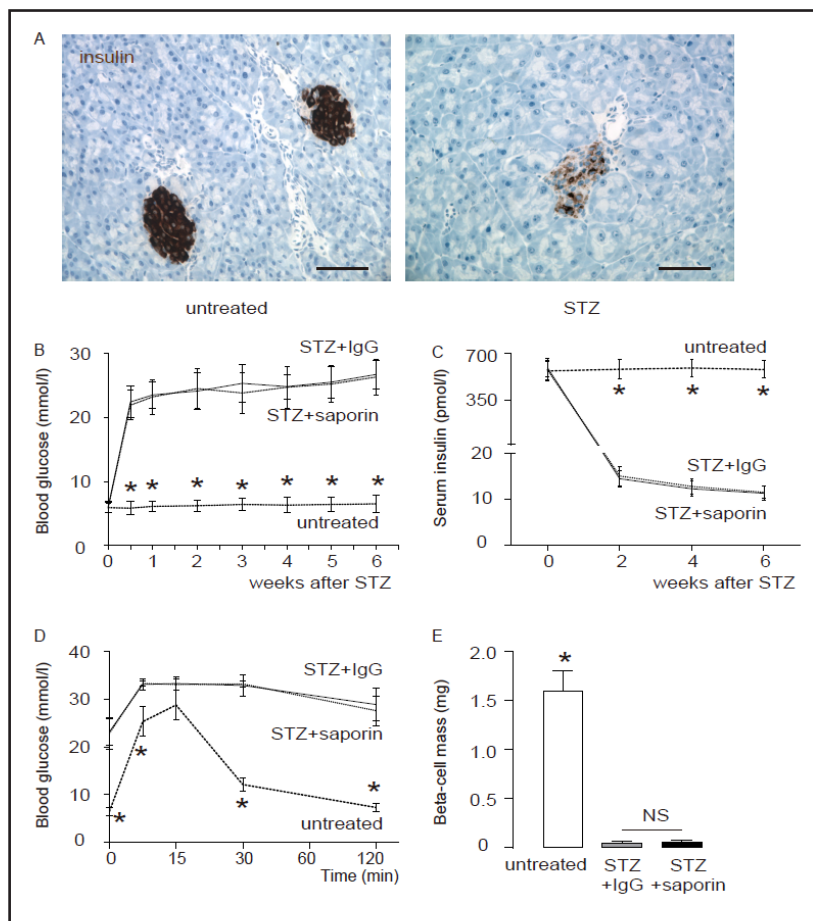 A
insulin
untreated
STZ
B
STZ+IgG
STZ+saporin
untreated
Blood glucose (mmol/l)
30
20
10
0
0 1 2 3 4 5 6
weeks after STZ
* * * * * * *
C
untreated
STZ+IgG
STZ+saporin
Serum insulin (pmol/l)
700
350
20
10
0
0 2 4 6
weeks after STZ
* * *
D
STZ+IgG
STZ+saporin
untreated
Blood glucose (mmol/l)
40
30
20
10
0
0 15 30 60 120
Time (min)
* * * *
E
Beta-cell mass (mg)
2.0
1.5
1.0
0.5
0
*
NS
untreated
STZ
+IgG
STZ
+saporin